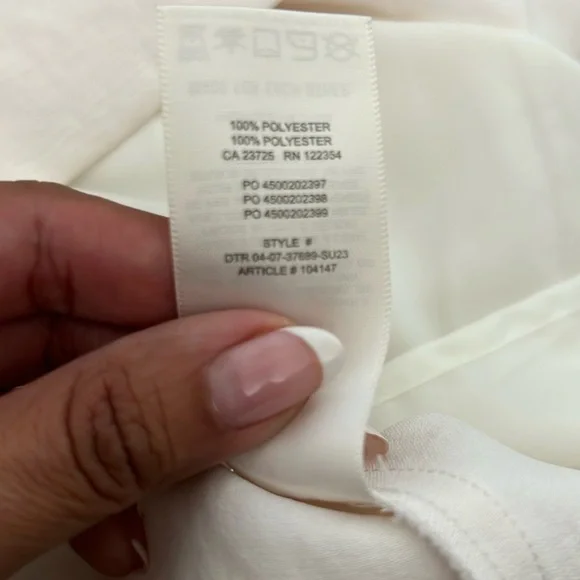 100% POLYESTER
100% POLYESTER
CA 23725 RN 122354
PO 4500202397
PO 4500202398
PO 4500202399
STYLE #
DTR 04-07-37689-SU23
ARTICLE # 104147